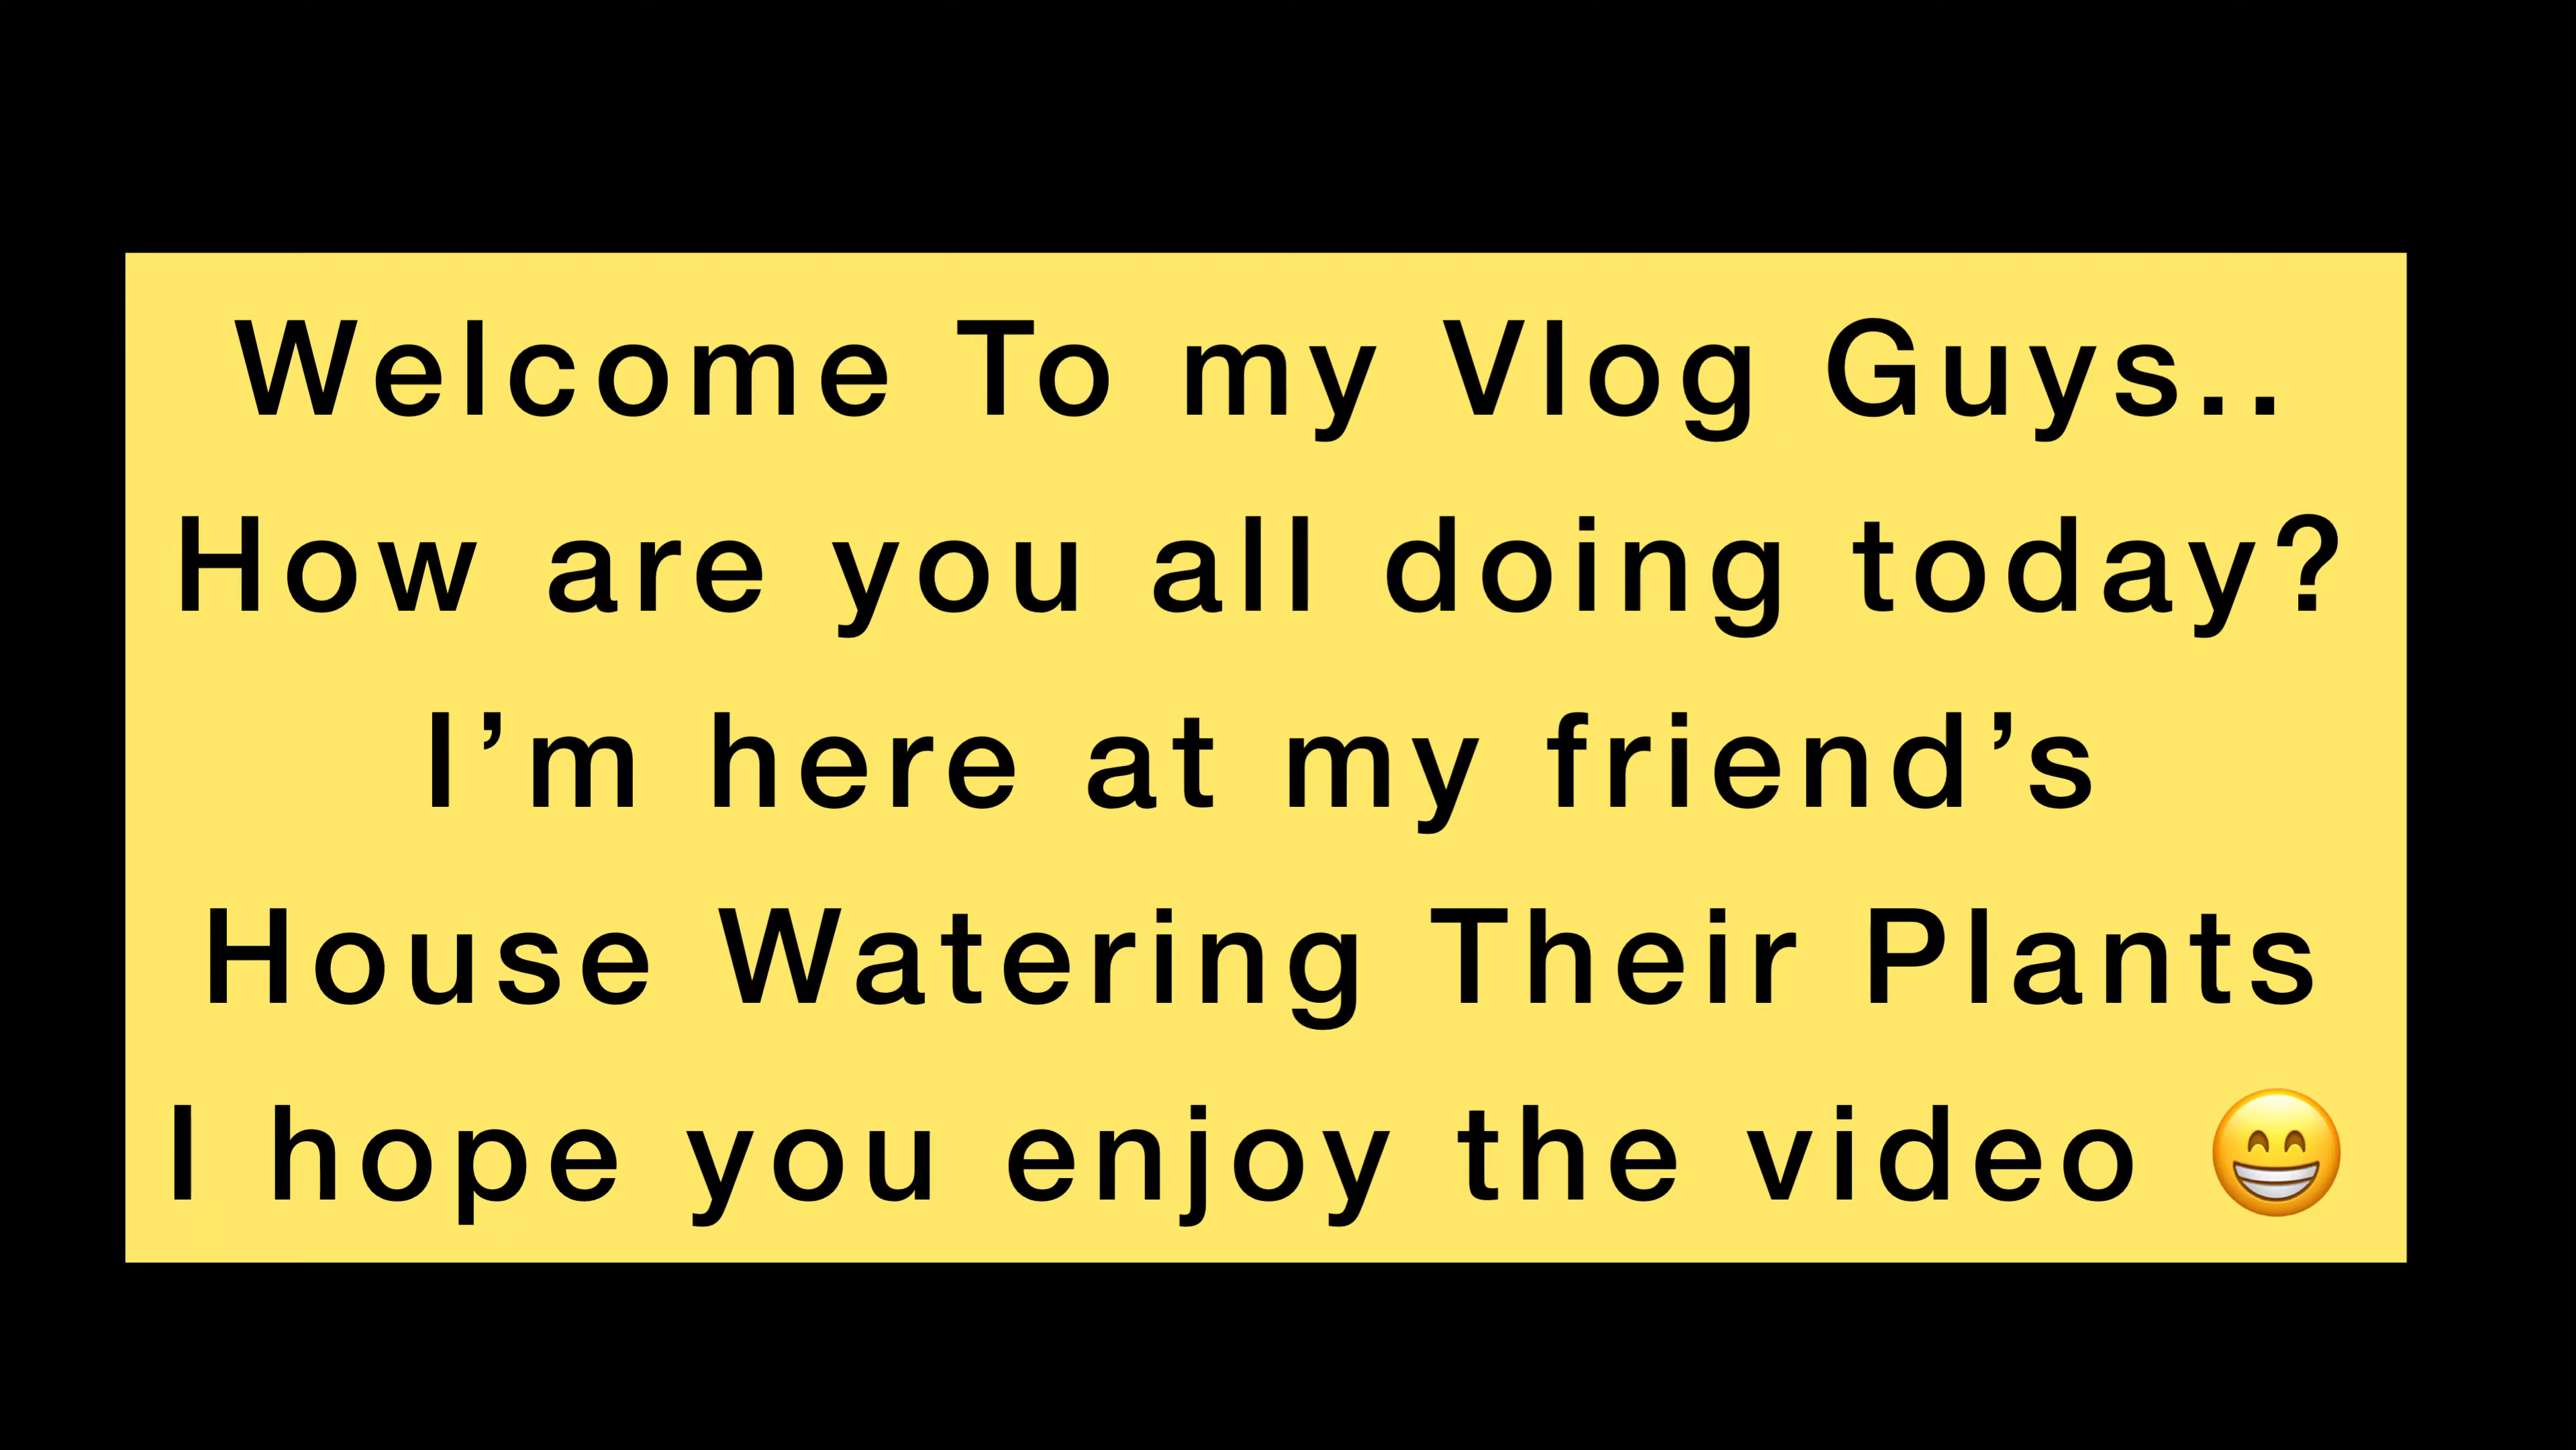 Welcome To my Vlog Guys..
How are you all doing today?
I’m here at my friend’s
House Watering Their Plants
I hope you enjoy the video 😁